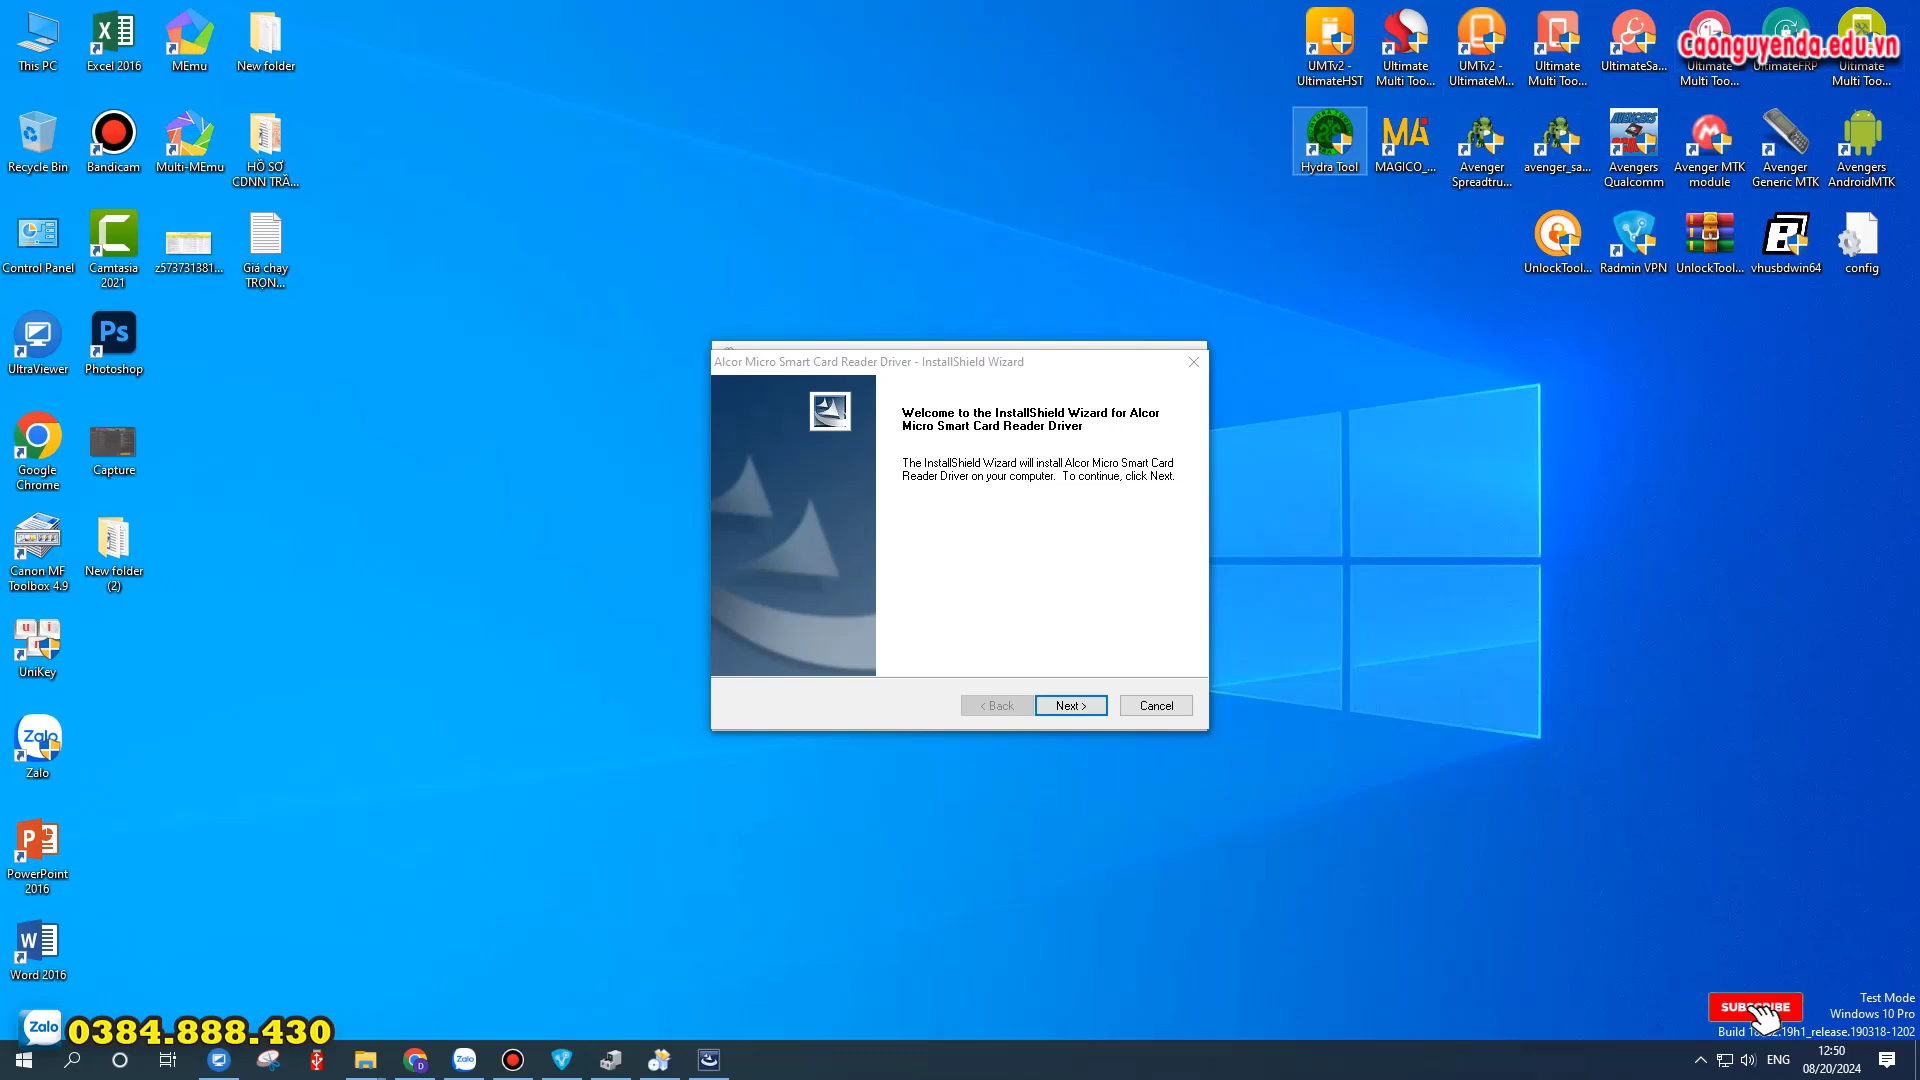 This PC
Excel 2016
MEmu
New folder
UMTv2 - UltimateHST
Ultimate Multi Too...
UMTv2 - UltimateM...
Ultimate Multi Too...
UltimateSa...
Ultimate Multi Too...
UltimateFRP
Ultimate Multi Too...
Caonguyenda.edu.vn
Recycle Bin
Bandicam
Multi-MEmu
HỒ SƠ
CDNN TRẦ...
Hydra Tool
MAGICO_...
Avenger
Spreadtru...
avenger_sa...
Avengers
Qualcomm
Avenger MTK
module
Avenger
Generic MTK
Avengers
AndroidMTK
Control Panel
Camtasia
2021
z573731381...
Giá chạy
TRỌN...
UnlockTool...
Radmin VPN
UnlockTool...
vhusbdwin64
config
UltraViewer
Ps
Photoshop
Alcor Micro Smart Card Reader Driver - InstallShield Wizard
Welcome to the InstallShield Wizard for Alcor
Micro Smart Card Reader Driver
The InstallShield Wizard will install Alcor Micro Smart Card
Reader Driver on your computer. To continue, click Next.
< Back
Next >
Cancel
Google
Chrome
Capture
Canon MF
Toolbox 4.9
New folder
(2)
UniKey
Zalo
Zalo
PowerPoint
2016
Word 2016
Zalo
0384.888.430
SUBSCRIBE
Test Mode
Windows 10 Pro
19h1_release.190318-1202
ENG
12:50
08/20/2024